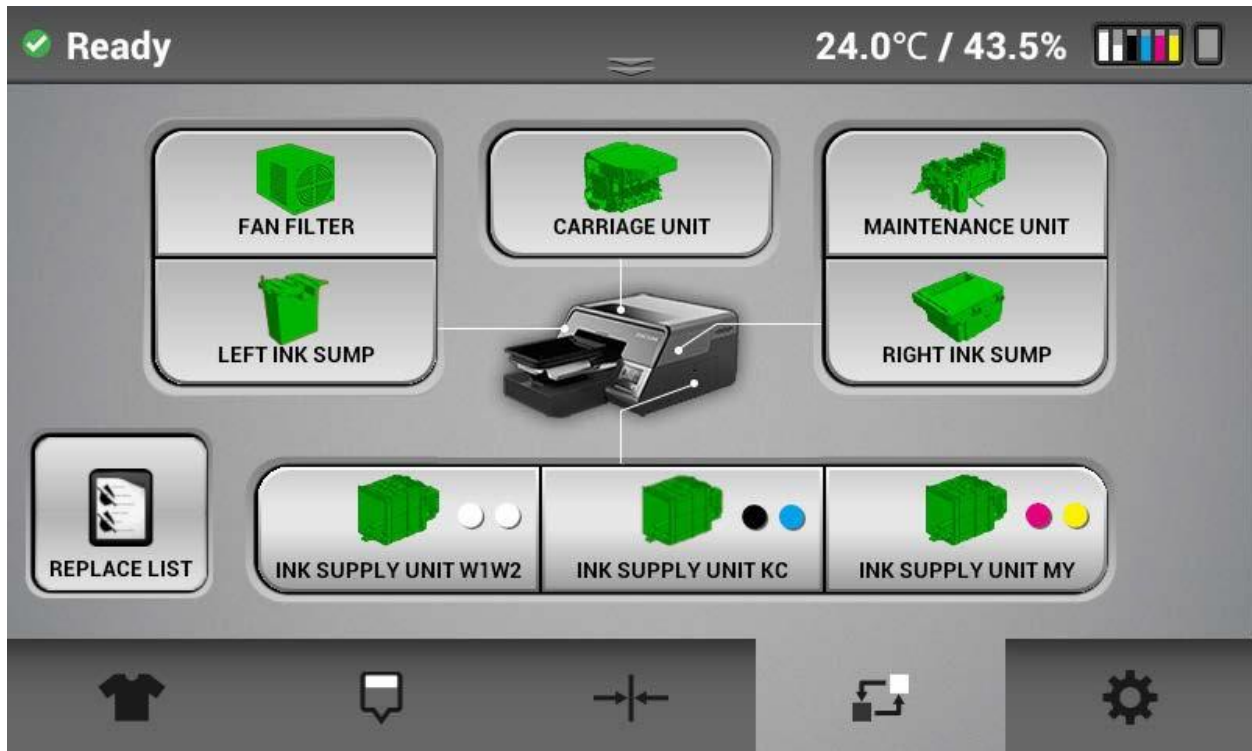 Ready
24.0℃ / 43.5%
FAN FILTER
CARRIAGE UNIT
MAINTENANCE UNIT
LEFT INK SUMP
RIGHT INK SUMP
REPLACE LIST
INK SUPPLY UNIT W1W2
INK SUPPLY UNIT KC
INK SUPPLY UNIT MY